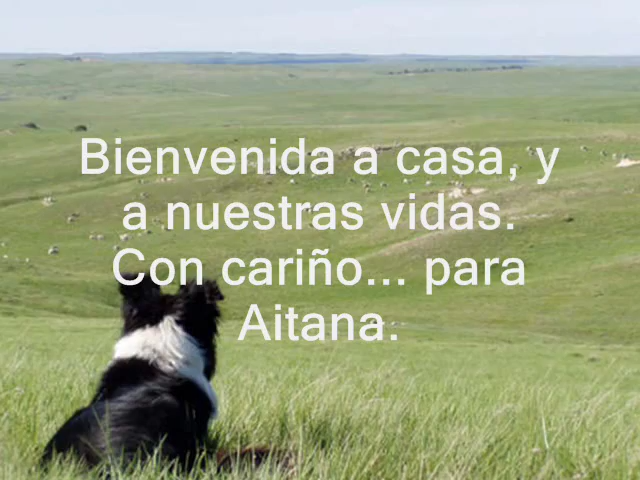 Bienvenida a casa, y
a nuestras vidas.
Con cariño... para
Aitana.